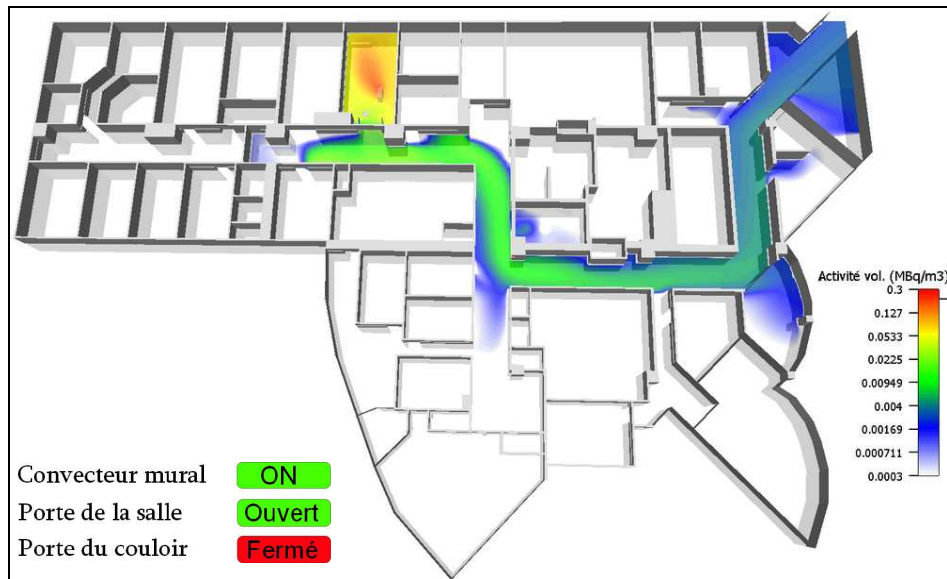 Activité vol. (MBq/m3)
0.3
0.127
0.0533
0.0225
0.00949
0.004
0.00169
0.000711
0.0003
Convecteur mural ON
Porte de la salle Ouvert
Porte du couloir Fermé